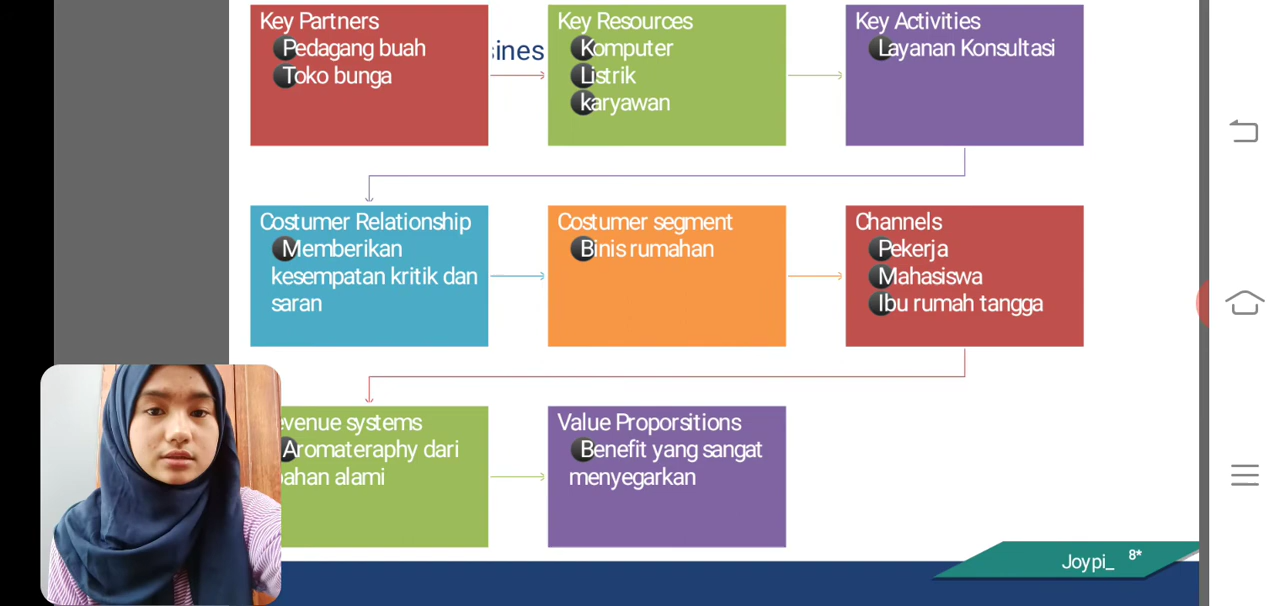 Key Partners
Pedagang buah
Toko bunga
sines
Key Resources
Komputer
Listrik
karyawan
Key Activities
Layanan Konsultasi
Costumer Relationship
Memberikan
kesempatan kritik dan
saran
Costumer segment
Binis rumahan
Channels
Pekerja
Mahasiswa
Ibu rumah tangga
evenue systems
Aromateraphy dari
bahan alami
Value Proporsitions
Benefit yang sangat
menyegarkan
Joypi_ 8*